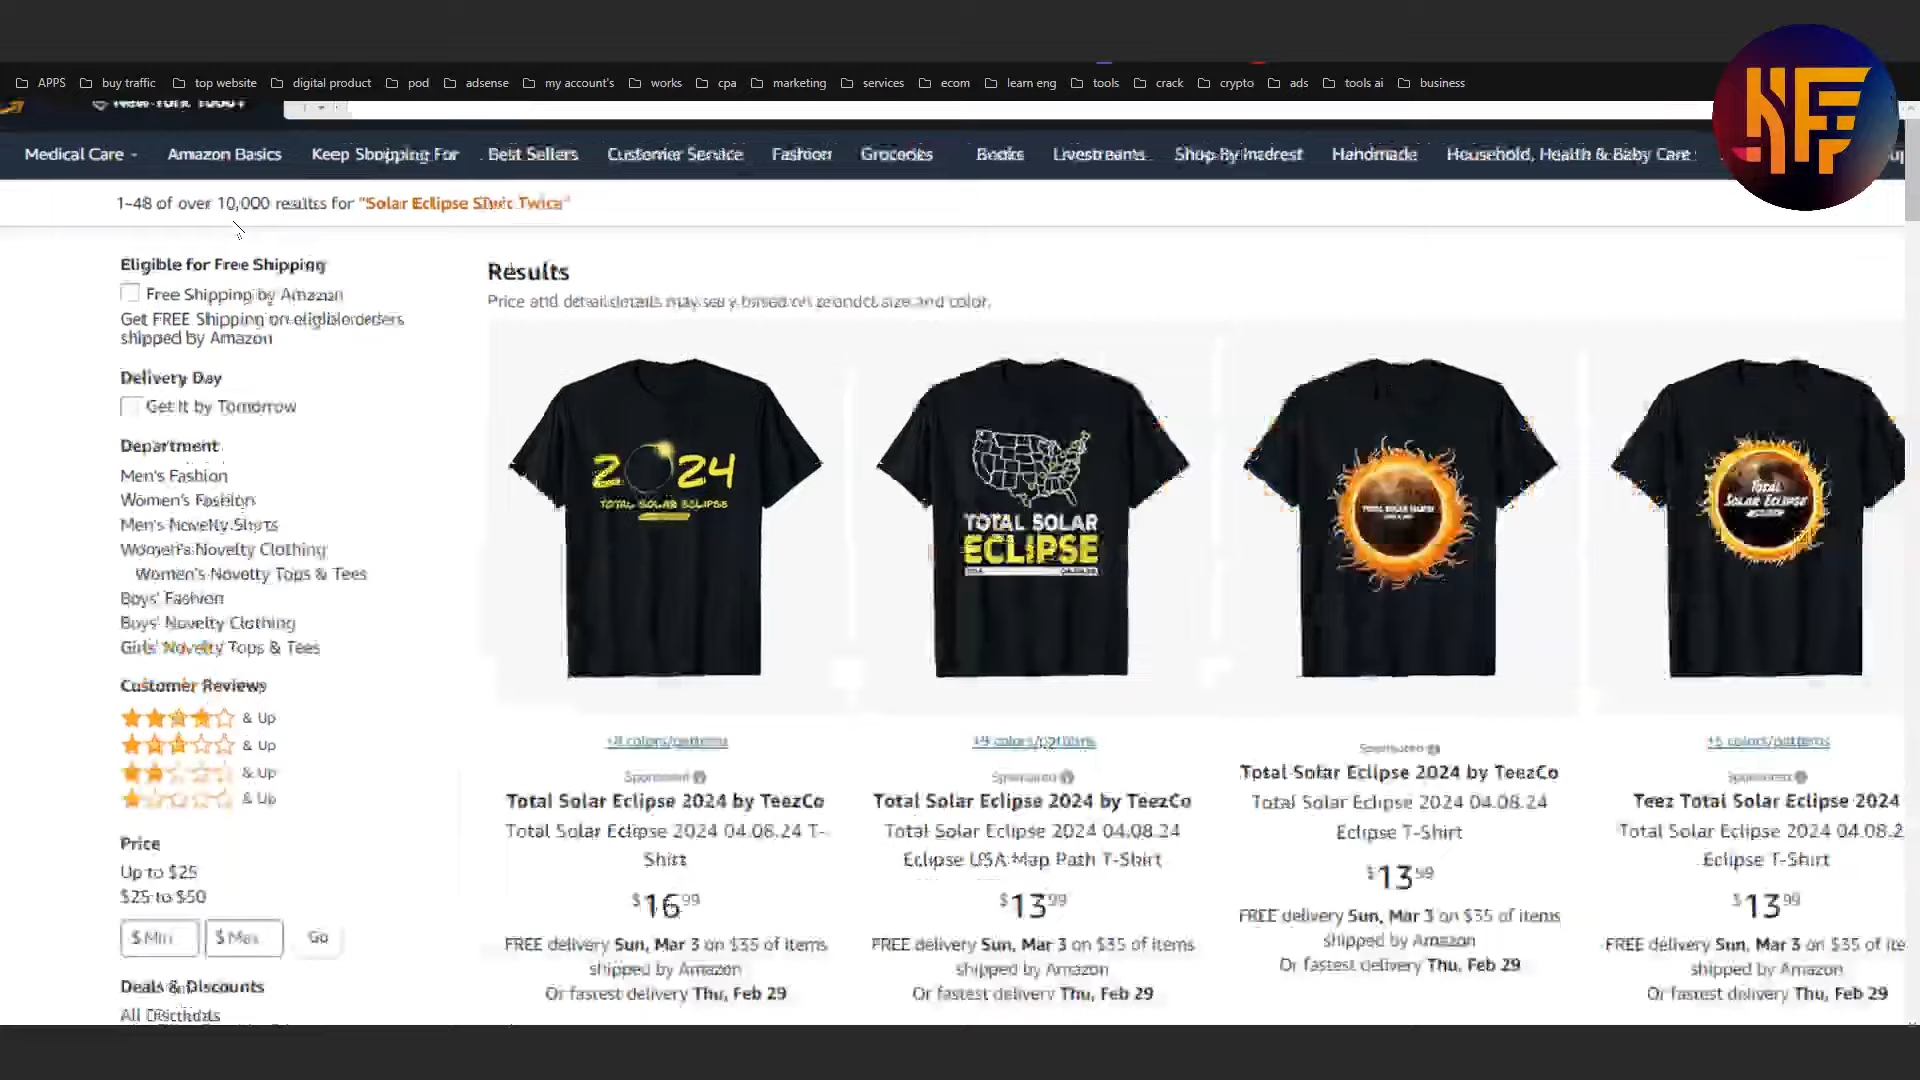 APPS buy traffic top website digital product pod adsense my account's works cpa marketing services ecom learn eng tools crack crypto ads tools ai business
Medical Care Amazon Basics Keep Shopping For Best Sellers Customer Service Fashion Groceries Books Livestreams Shop By Interest Handmade Household, Health & Baby Care
1-48 of over 10,000 results for "Solar Eclipse
Eligible for Free Shipping
Free Shipping by Amazon
Get FREE Shipping on eligible orders
shipped by Amazon
Delivery Day
Get It by Tomorrow
Department
Men's Fashion
Women's Fashion
Men's Novelty Shirts
Women's Novelty Clothing
Women's Novelty Tops & Tees
Boys' Fashion
Boys' Novelty Clothing
Girls' Novelty Tops & Tees
Customer Reviews
& Up
& Up
& Up
& Up
Price
Up to $25
$25 to $50
$ Min $ Max Go
Deals & Discounts
All Discounts
Results
Price and
2024
TOTAL SOLAR ECLIPSE
+8 colors/patterns
Sponsored
Total Solar Eclipse 2024 by TeezCo
Total Solar Eclipse 2024 04.08.24 T-
Shirt
$16.99
FREE delivery Sun, Mar 3 on $35 of items
shipped by Amazon
Or fastest delivery Thu, Feb 29
TOTAL SOLAR
ECLIPSE
+9 colors/patterns
Sponsored
Total Solar Eclipse 2024 by TeezCo
Total Solar Eclipse 2024 04.08.24
Eclipse USA Map Path T-Shirt
$13.99
FREE delivery Sun, Mar 3 on $35 of items
shipped by Amazon
Or fastest delivery Thu, Feb 29
TOTAL SOLAR ECLIPSE
Sponsored
Total Solar Eclipse 2024 by TeezCo
Total Solar Eclipse 2024 04.08.24
Eclipse T-Shirt
$13.99
FREE delivery Sun, Mar 3 on $35 of items
shipped by Amazon
Or fastest delivery Thu, Feb 29
Total
Solar Eclipse
+5 colors/patterns
Sponsored
Teez Total Solar Eclipse 2024
Total Solar Eclipse 2024 04.08.2
Eclipse T-Shirt
$13.99
FREE delivery Sun, Mar 3 on $35 of ite
shipped by Amazon
Or fastest delivery Thu, Feb 29